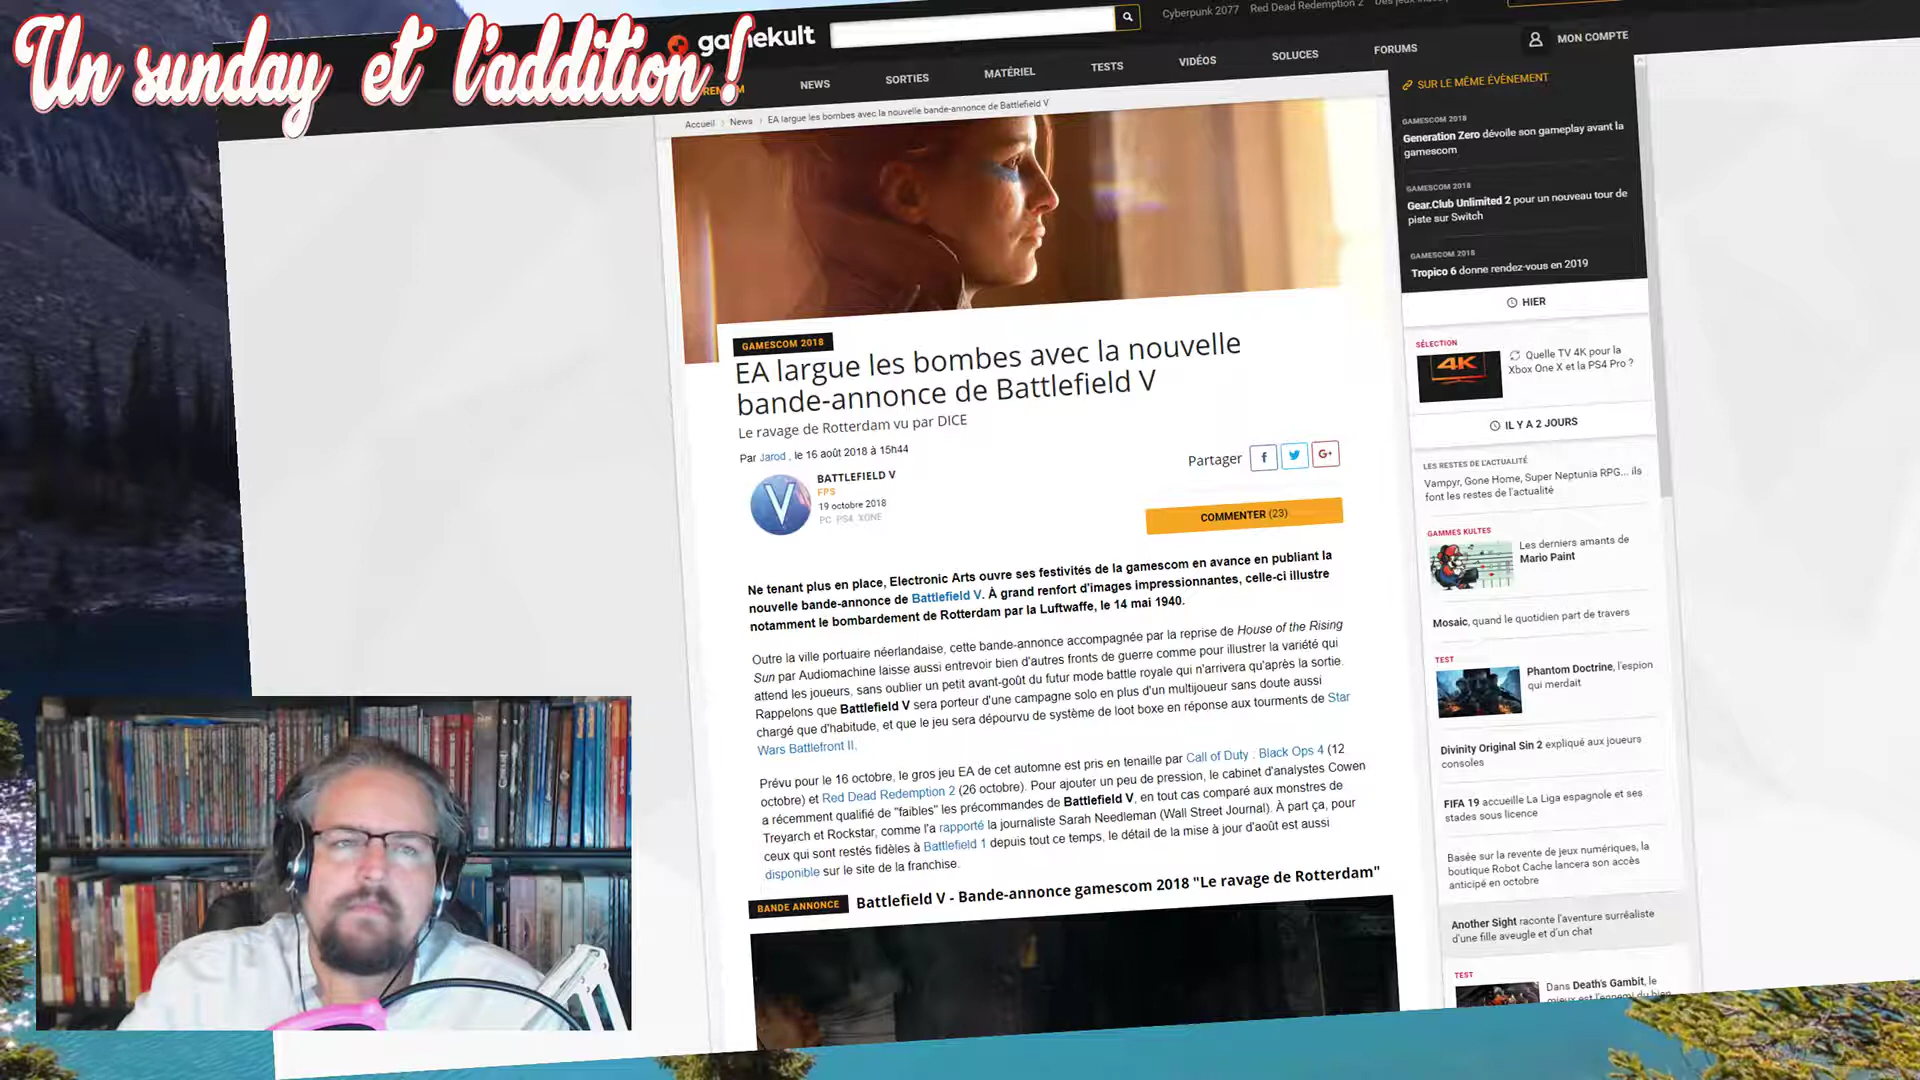 Un sunday et l'addition !
gamekult
Cyberpunk 2077 Red Dead Redemption 2
MON COMPTE
NEWS SORTIES MATÉRIEL TESTS VIDÉOS SOLUCES FORUMS
Accueil > News > EA largue les bombes avec la nouvelle bande-annonce de Battlefield V
GAMESCOM 2018
EA largue les bombes avec la nouvelle
bande-annonce de Battlefield V
Le ravage de Rotterdam vu par DICE
Par Jarod , le 16 août 2018 à 15h44
BATTLEFIELD V
FPS
19 octobre 2018
PC PS4 XONE
Partager
COMMENTER (23)
Ne tenant plus en place, Electronic Arts ouvre ses festivités de la gamescom en avance en publiant la
nouvelle bande-annonce de Battlefield V. À grand renfort d'images impressionnantes, celle-ci illustre
notamment le bombardement de Rotterdam par la Luftwaffe, le 14 mai 1940.
Outre la ville portuaire néerlandaise, cette bande-annonce accompagnée par la reprise de House of the Rising
Sun par Audiomachine laisse aussi entrevoir bien d'autres fronts de guerre comme pour illustrer la variété qui
attend les joueurs, sans oublier un petit avant-goût du futur mode battle royale qui n'arrivera qu'après la sortie.
Rappelons que Battlefield V sera porteur d'une campagne solo en plus d'un multijoueur sans doute aussi
chargé que d'habitude, et que le jeu sera dépourvu de système de loot boxe en réponse aux tourments de Star
Wars Battlefront II.
Prévu pour le 16 octobre, le gros jeu EA de cet automne est pris en tenaille par Call of Duty : Black Ops 4 (12
octobre) et Red Dead Redemption 2 (26 octobre). Pour ajouter un peu de pression, le cabinet d'analystes Cowen
a récemment qualifié de "faibles" les précommandes de Battlefield V, en tout cas comparé aux monstres de
Treyarch et Rockstar, comme l'a rapporté la journaliste Sarah Needleman (Wall Street Journal). À part ça, pour
ceux qui sont restés fidèles à Battlefield 1 depuis tout ce temps, le détail de la mise à jour d'août est aussi
disponible sur le site de la franchise.
BANDE ANNONCE Battlefield V - Bande-annonce gamescom 2018 "Le ravage de Rotterdam"
SUR LE MÊME ÉVÈNEMENT
GAMESCOM 2018
Generation Zero dévoile son gameplay avant la
gamescom
GAMESCOM 2018
Gear.Club Unlimited 2 pour un nouveau tour de
piste sur Switch
GAMESCOM 2018
Tropico 6 donne rendez-vous en 2019
HIER
SÉLECTION
4K
Quelle TV 4K pour la
Xbox One X et la PS4 Pro ?
IL Y A 2 JOURS
LES RESTES DE L'ACTUALITÉ
Vampyr, Gone Home, Super Neptunia RPG... ils
font les restes de l'actualité
GAMMES KULTES
Les derniers amants de
Mario Paint
Mosaic, quand le quotidien part de travers
TEST
Phantom Doctrine, l'espion
qui merdait
Divinity Original Sin 2 expliqué aux joueurs
consoles
FIFA 19 accueille La Liga espagnole et ses
stades sous licence
Basée sur la revente de jeux numériques, la
boutique Robot Cache lancera son accès
anticipé en octobre
Another Sight raconte l'aventure surréaliste
d'une fille aveugle et d'un chat
TEST
Dans Death's Gambit, le
mieux est l'ennemi du bien